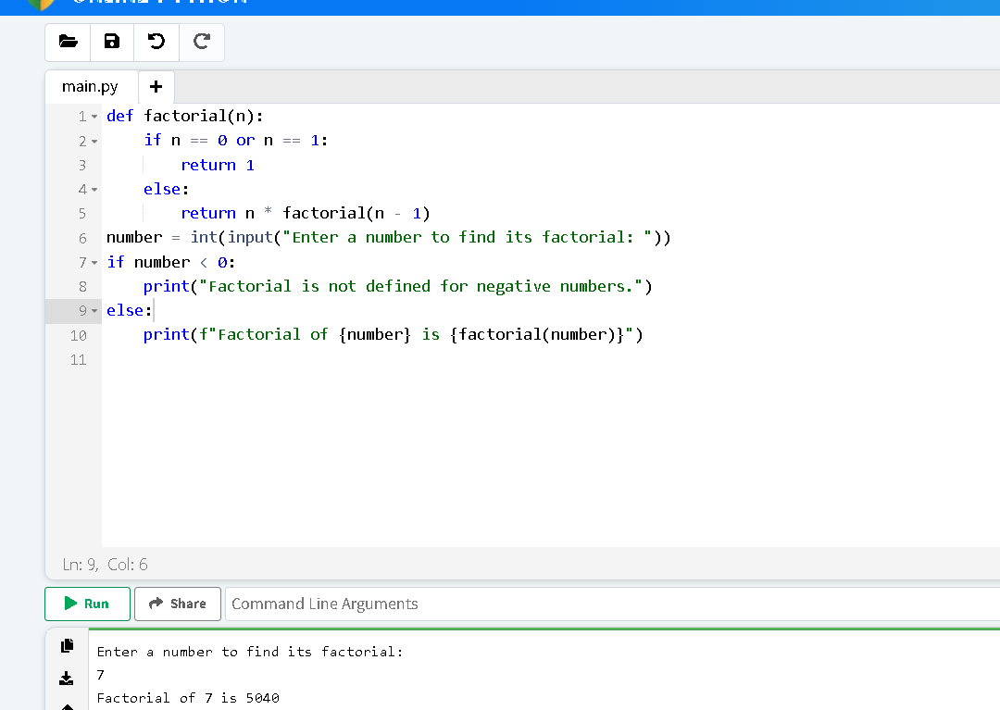 main.py +
1 def factorial(n):
2     if n == 0 or n == 1:
3         return 1
4     else:
5         return n * factorial(n - 1)
6 number = int(input("Enter a number to find its factorial: "))
7 if number < 0:
8     print("Factorial is not defined for negative numbers.")
9 else:
10     print(f"Factorial of {number} is {factorial(number)}")
11
Ln: 9, Col: 6
Run Share Command Line Arguments
Enter a number to find its factorial:
7
Factorial of 7 is 5040